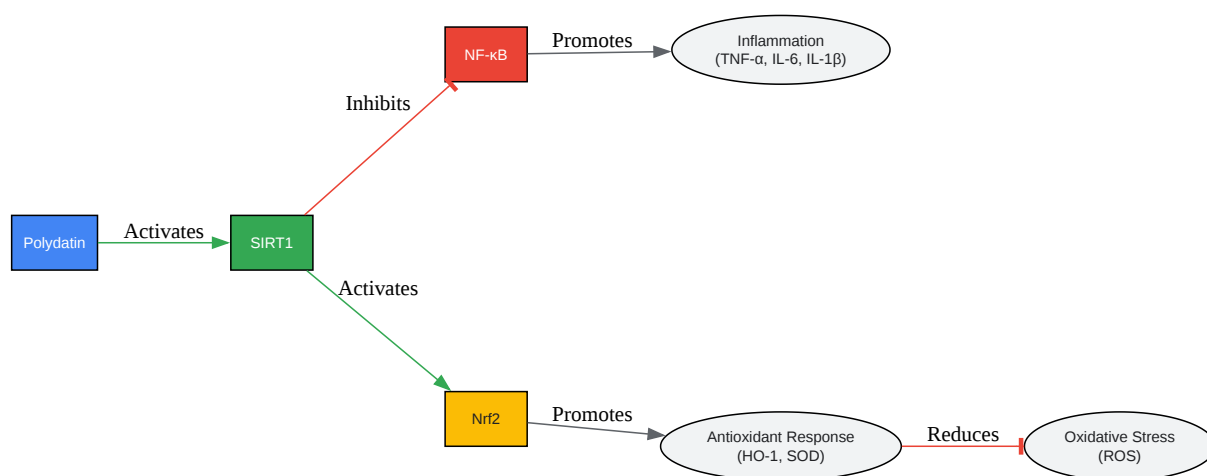 NF-κB
Promotes
Inflammation
(TNF-α, IL-6, IL-1β)
Inhibits
Polydatin
Activates
SIRT1
Activates
Nrf2
Promotes
Antioxidant Response
(HO-1, SOD)
Reduces
Oxidative Stress
(ROS)